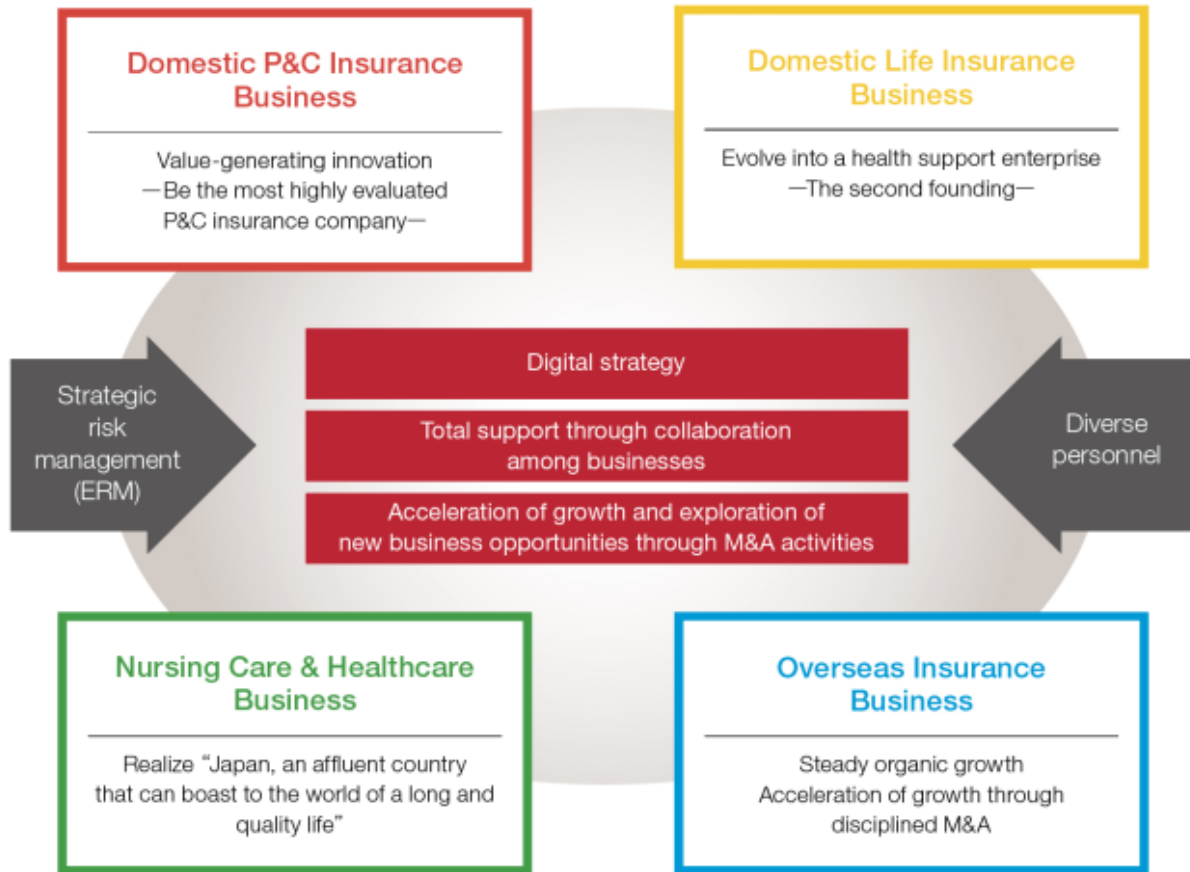 Domestic P&C Insurance
Business
Value-generating innovation
—Be the most highly evaluated
P&C insurance company—
Domestic Life Insurance
Business
Evolve into a health support enterprise
—The second founding—
Strategic
risk
management
(ERM)
Digital strategy
Total support through collaboration
among businesses
Acceleration of growth and exploration of
new business opportunities through M&A activities
Diverse
personnel
Nursing Care & Healthcare
Business
Realize “Japan, an affluent country
that can boast to the world of a long and
quality life”
Overseas Insurance
Business
Steady organic growth
Acceleration of growth through
disciplined M&A